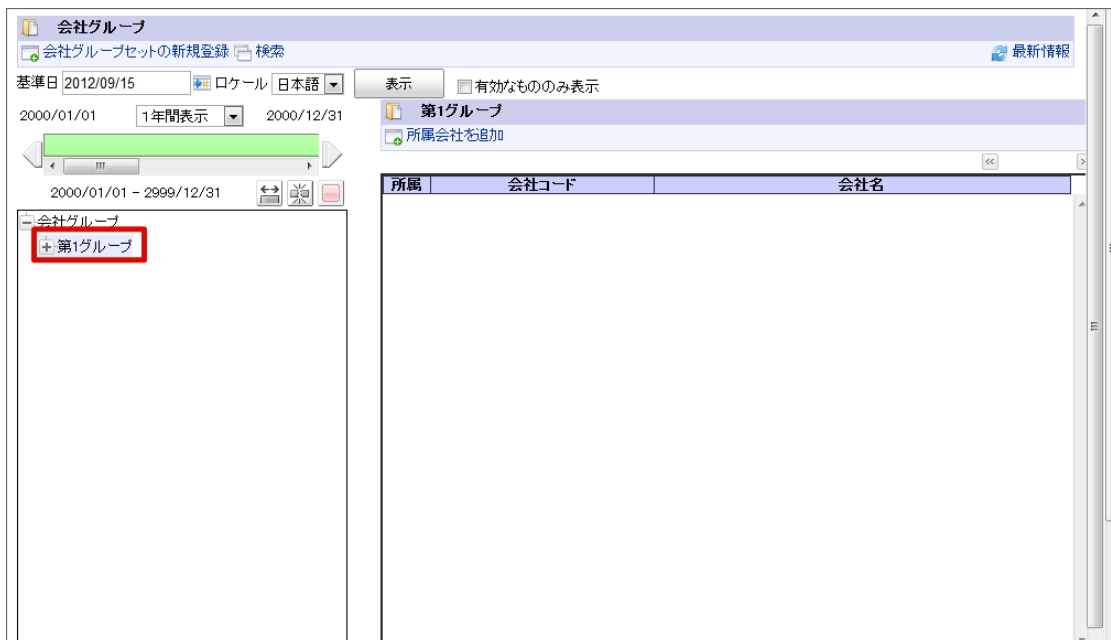 会社グループ
会社グループセットの新規登録 検索 最新情報
基準日 2012/09/15 ロケール 日本語 表示 有効なもののみ表示
2000/01/01 1年間表示 2000/12/31
2000/01/01 - 2999/12/31
会社グループ
第1グループ
第1グループ
所属会社を追加
所属 会社コード 会社名